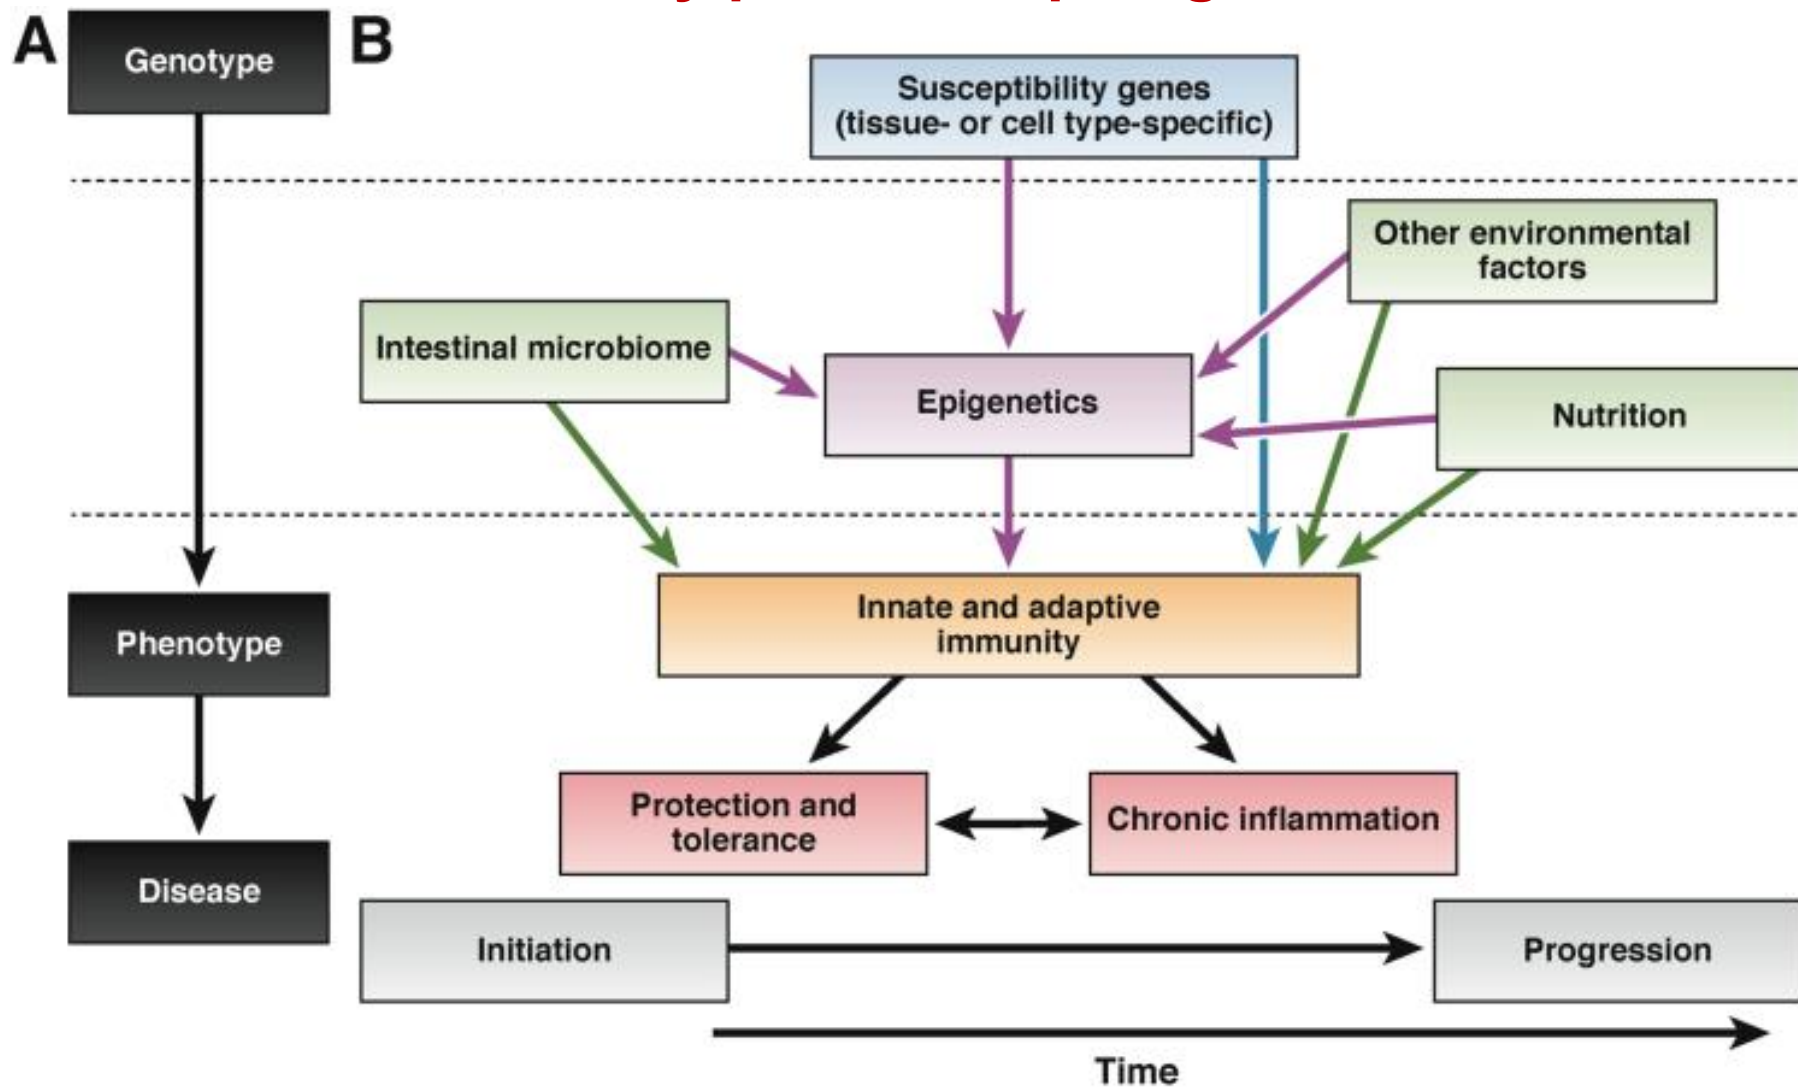 A
Genotype
B
Susceptibility genes
(tissue- or cell type-specific)
Other environmental
factors
Intestinal microbiome
Epigenetics
Nutrition
Innate and adaptive
immunity
Phenotype
Protection and
tolerance
Chronic inflammation
Disease
Initiation
Progression
Time